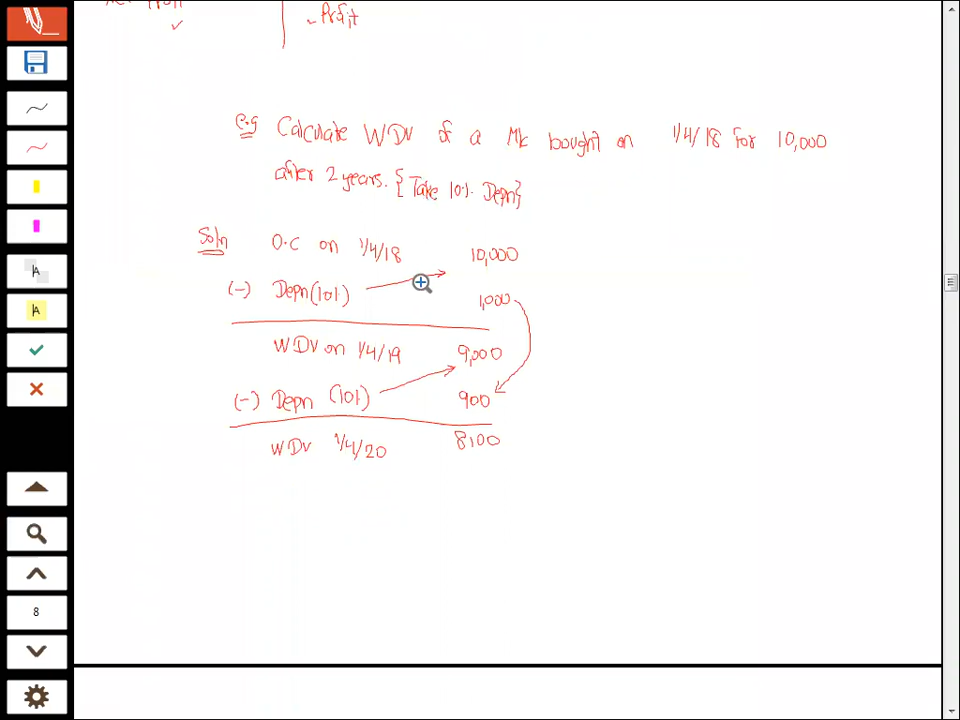 Profit
e.g Calculate WDV of a M/c bought on 1/4/18 for 10,000
after 2 years. {Take 10%. Depn}
Soln O.C on 1/4/18 10,000
(-) Depn (10%) 1,000
WDV on 1/4/19 9,000
(-) Depn (10%) 900
WDV 1/4/20 8100
8